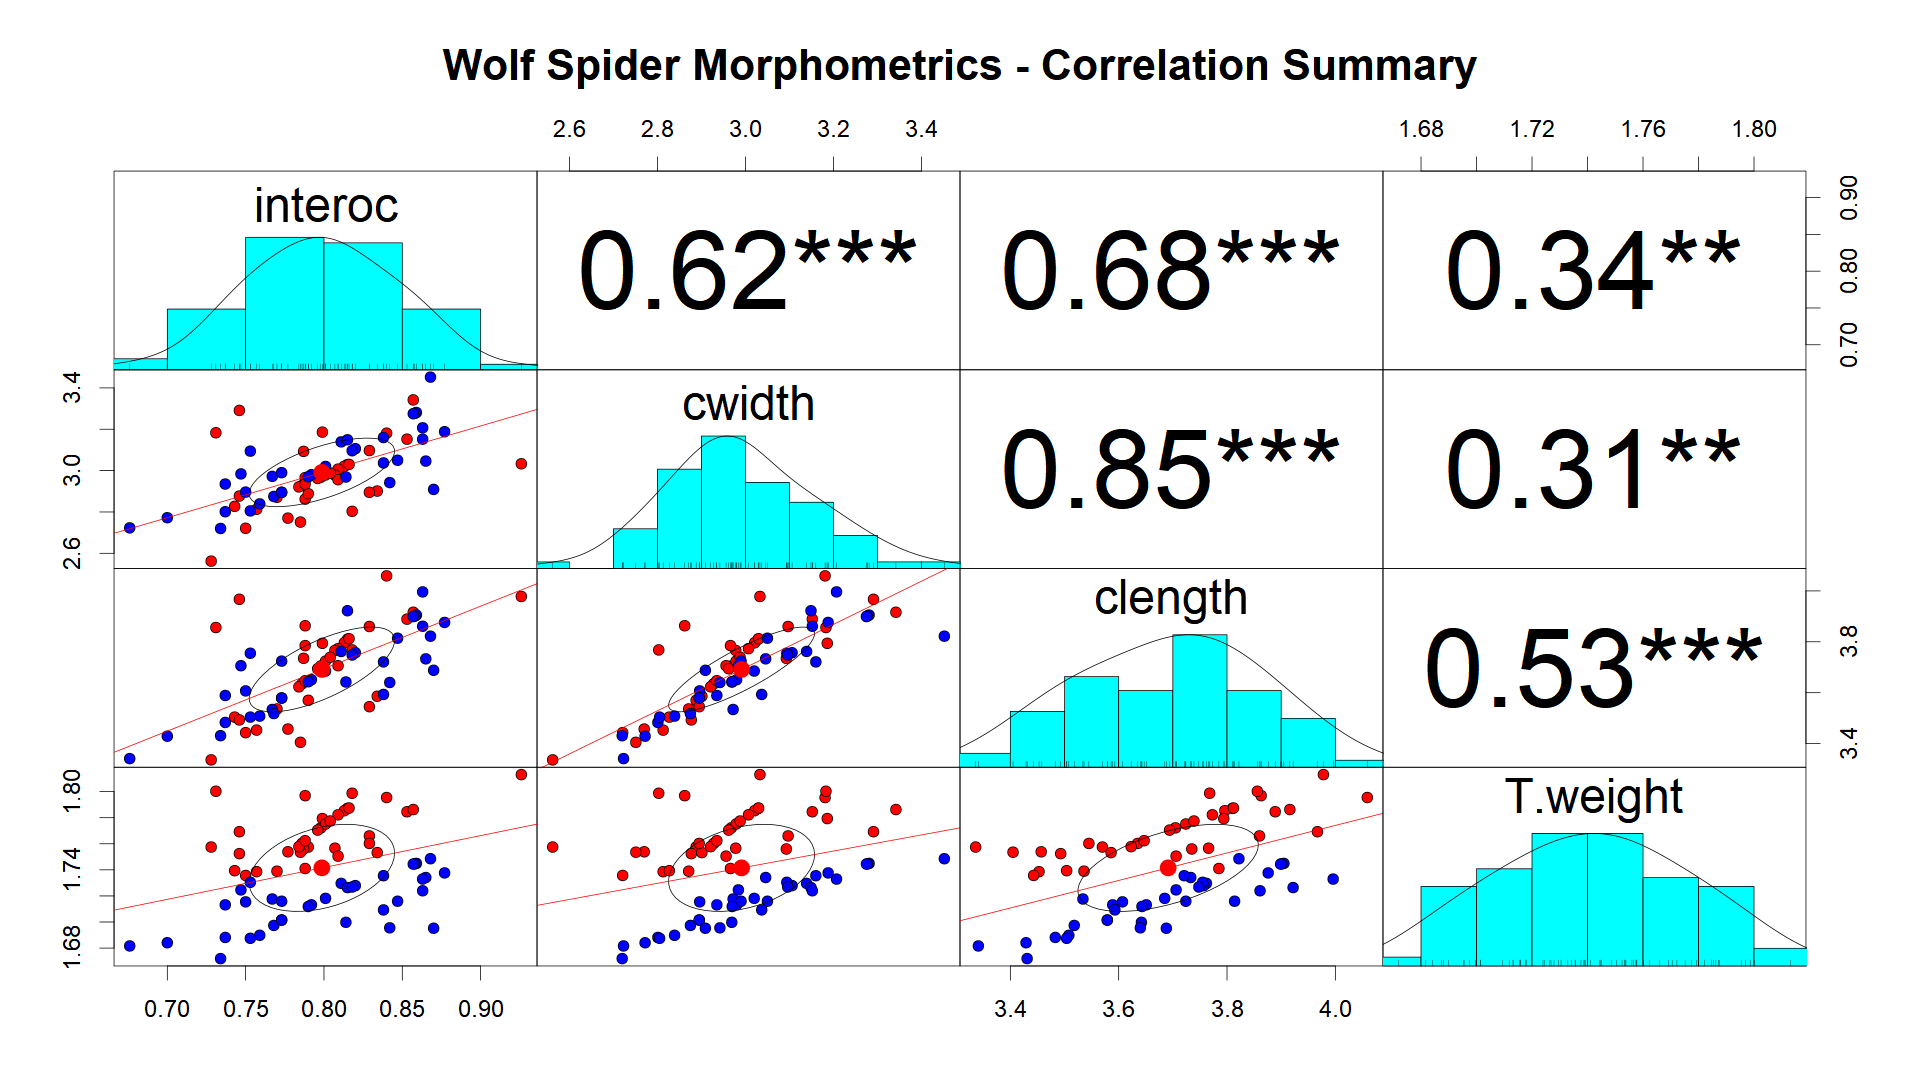 Wolf Spider Morphometrics - Correlation Summary
2.6 2.8 3.0 3.2 3.4 1.68 1.72 1.76 1.80
interoc 0.62*** 0.68*** 0.34**
0.70 0.80 0.90
cwidth 0.85*** 0.31**
2.6 3.0 3.4
clength 0.53***
3.4 3.8
T.weight
1.68 1.74 1.80
0.70 0.75 0.80 0.85 0.90 3.4 3.6 3.8 4.0